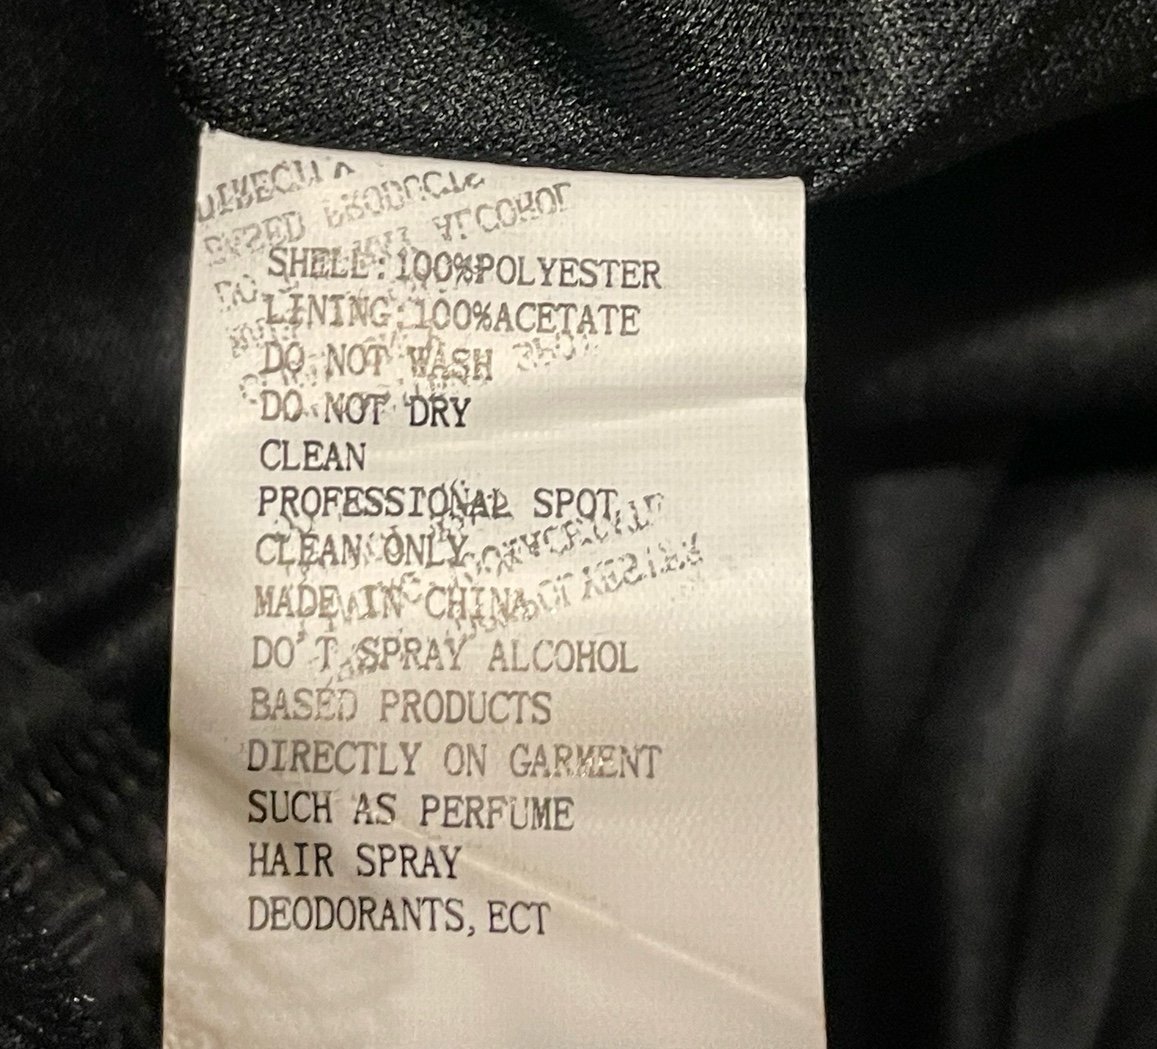 SHELL:100%POLYESTER
LINING:100%ACETATE
DO NOT WASH
DO NOT DRY
CLEAN
PROFESSIONAL SPOT
CLEAN ONLY
MADE IN CHINA
DO'T SPRAY ALCOHOL
BASED PRODUCTS
DIRECTLY ON GARMENT
SUCH AS PERFUME
HAIR SPRAY
DEODORANTS, ECT